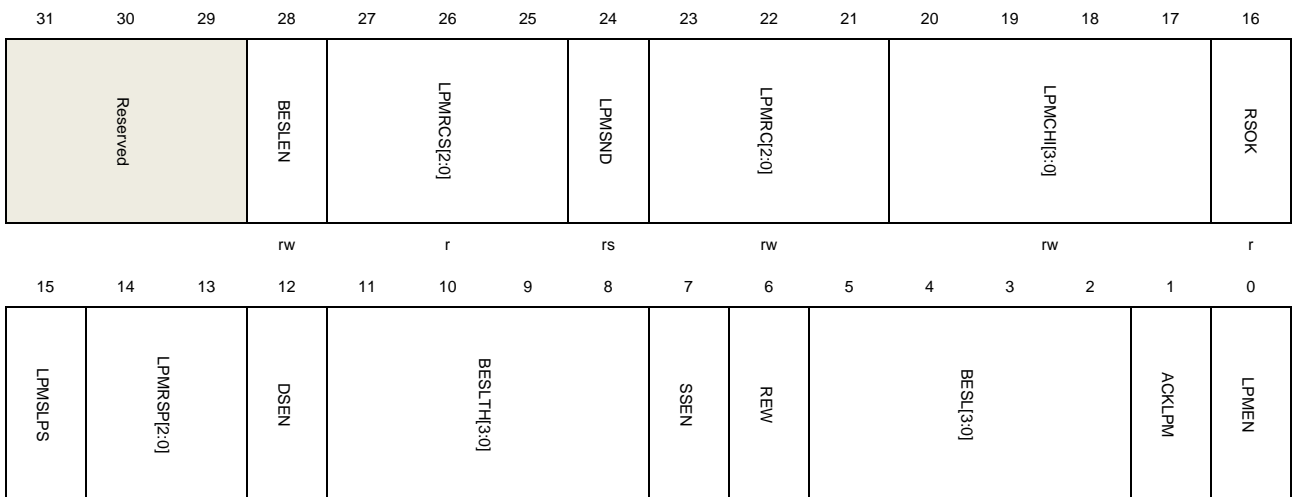 31 30 29 28 27 26 25 24 23 22 21 20 19 18 17 16
Reserved BESLEN LPMRCS[2:0] LPMSND LPMRC[2:0] LPMCHI[3:0] RSOK
rw r rs rw rw r
15 14 13 12 11 10 9 8 7 6 5 4 3 2 1 0
LPMSLPS LPMRSP[2:0] DSEN BESLTH[3:0] SSEN REW BESL[3:0] ACKLPM LPMEN